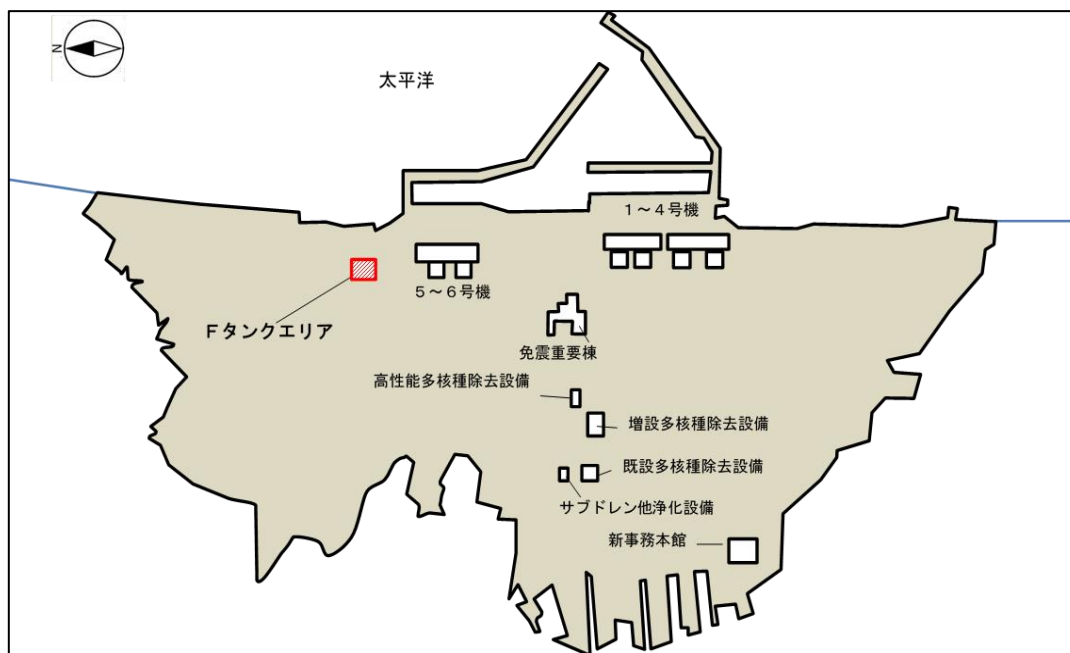 N
太平洋
１～４号機
５～６号機
Ｆタンクエリア
免震重要棟
高性能多核種除去設備
増設多核種除去設備
既設多核種除去設備
サブドレン他浄化設備
新事務本館